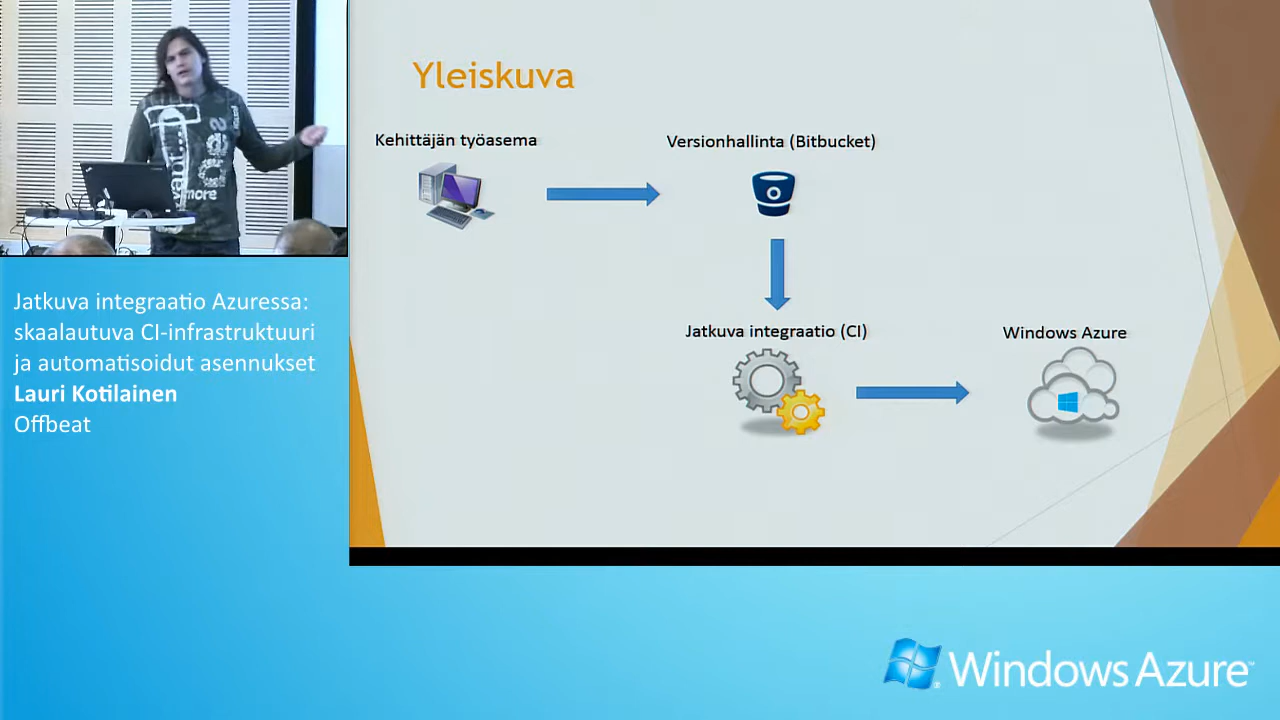 Yleiskuva
Kehittäjän työasema
Versionhallinta (Bitbucket)
Jatkuva integraatio (CI)
Windows Azure
more
Jatkuva integraatio Azuressa:
skaalautuva CI-infrastruktuuri
ja automatisoidut asennukset
Lauri Kotilainen
Offbeat
Windows Azure